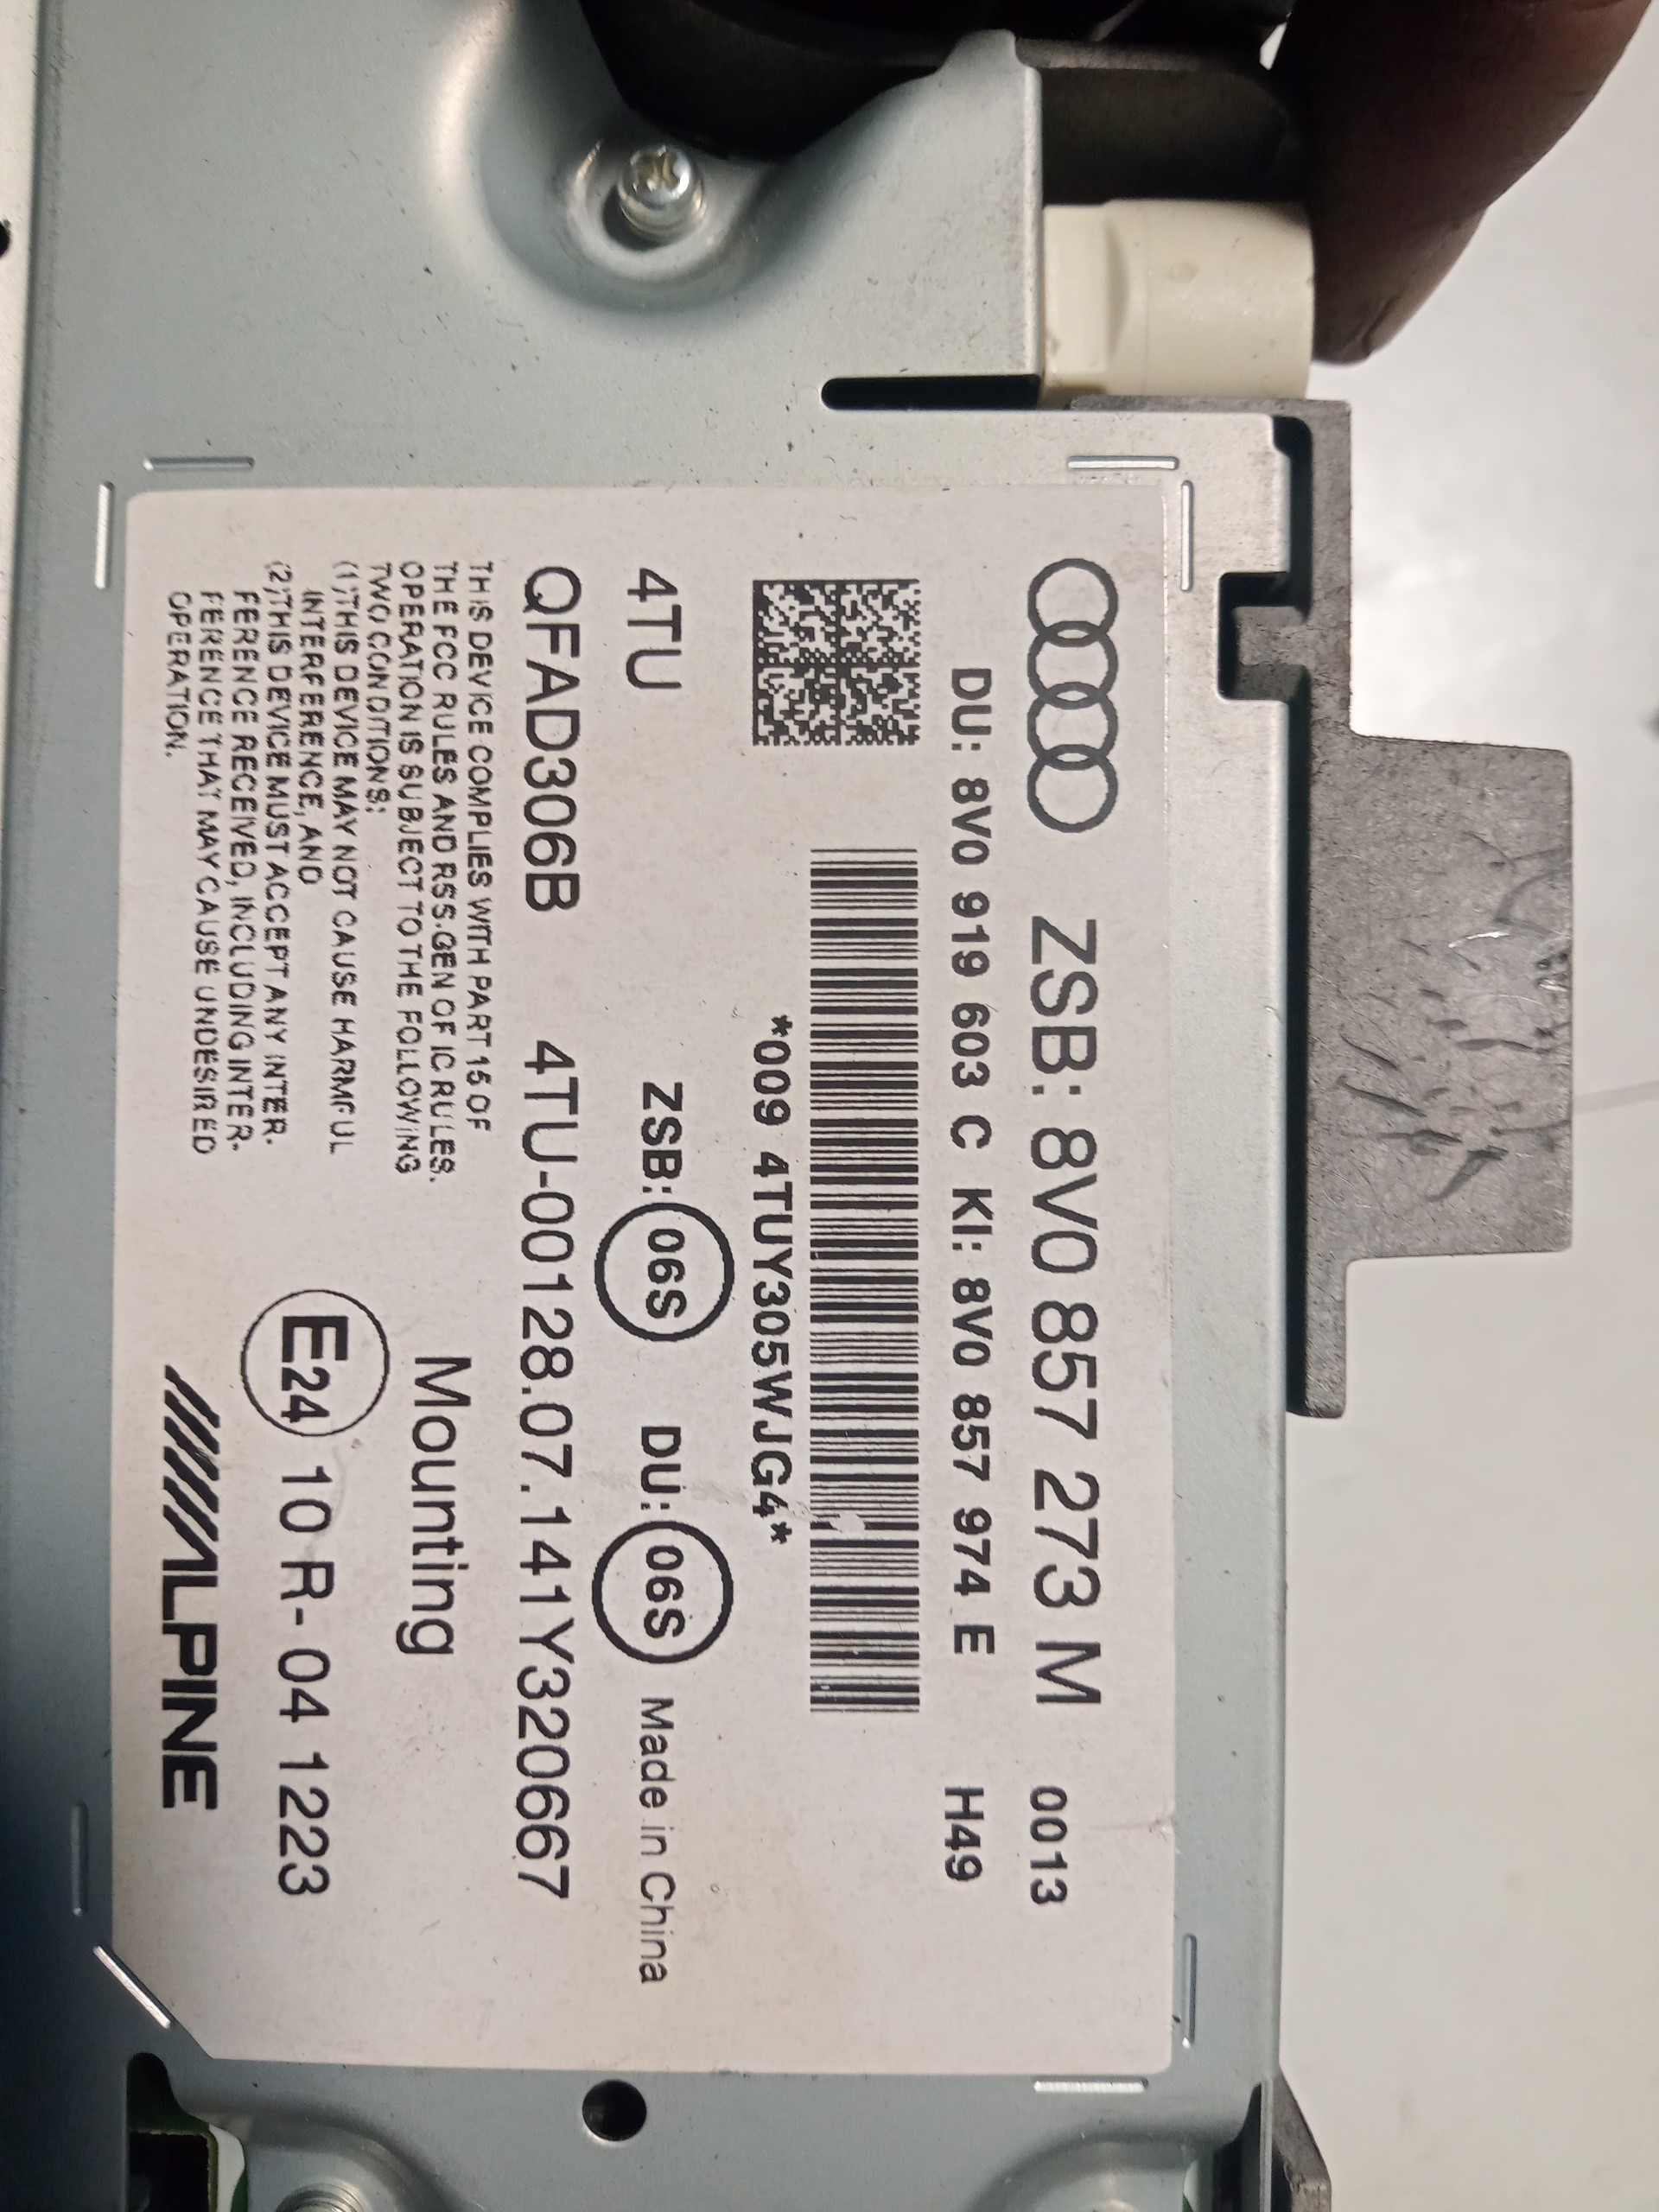 ZSB: 8V0 857 273 M 0013
DU: 8V0 919 603 C KI: 8V0 857 974 E H49
*009 4TUY305WJG4*
4TU ZSB: 06S DU: 06S Made in China
QFAD306B 4TU-00128.07.141Y320667
THIS DEVICE COMPLIES WITH PART 15 OF
THE FCC RULES AND RSS-GEN OF IC RULES.
OPERATION IS SUBJECT TO THE FOLLOWING
TWO CONDITIONS:
(1)THIS DEVICE MAY NOT CAUSE HARMFUL
INTERFERENCE, AND
(2)THIS DEVICE MUST ACCEPT ANY INTER-
FERENCE RECEIVED, INCLUDING INTER-
FERENCE THAT MAY CAUSE UNDESIRED
OPERATION.
Mounting
E24 10 R-04 1223
ALPINE